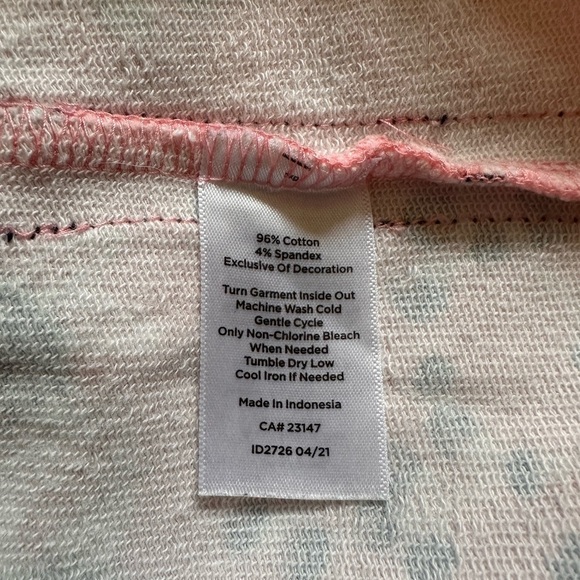 96% Cotton
4% Spandex
Exclusive Of Decoration
Turn Garment Inside Out
Machine Wash Cold
Gentle Cycle
Only Non-Chlorine Bleach
When Needed
Tumble Dry Low
Cool Iron If Needed
Made In Indonesia
CA# 23147
ID2726 04/21